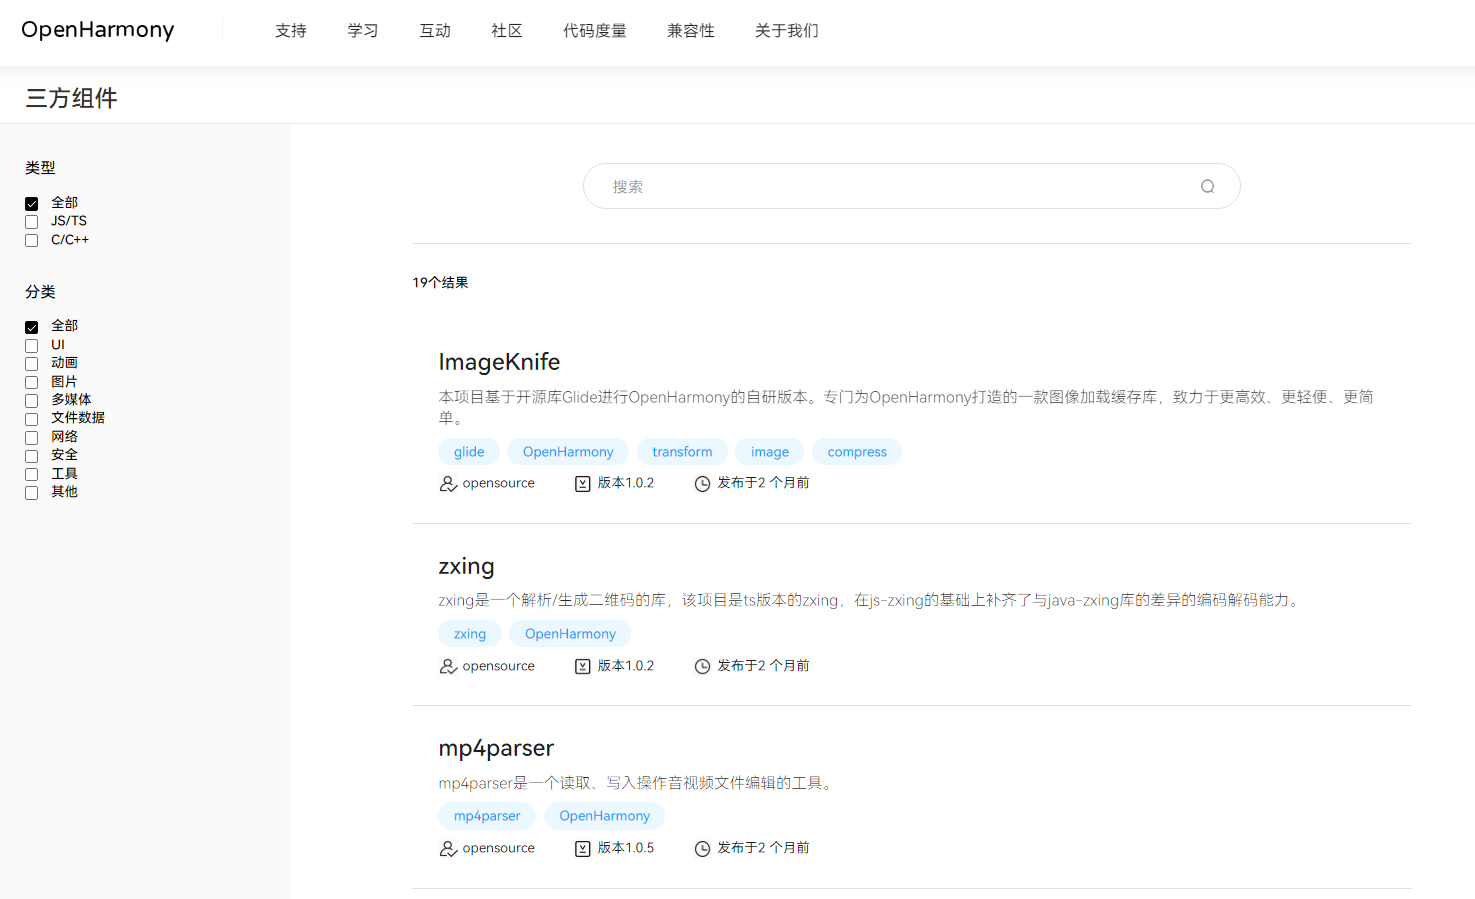 OpenHarmony 支持 学习 互动 社区 代码度量 兼容性 关于我们
三方组件
类型
全部
JS/TS
C/C++
分类
全部
UI
动画
图片
多媒体
文件数据
网络
安全
工具
其他
搜索
19个结果
ImageKnife
本项目基于开源库Glide进行OpenHarmony的自研版本。专门为OpenHarmony打造的一款图像加载缓存库，致力于更高效、更轻便、更简
单。
glide OpenHarmony transform image compress
opensource 版本1.0.2 发布于2 个月前
zxing
zxing是一个解析/生成二维码的库，该项目是ts版本的zxing，在js-zxing的基础上补齐了与java-zxing库的差异的编码解码能力。
zxing OpenHarmony
opensource 版本1.0.2 发布于2 个月前
mp4parser
mp4parser是一个读取、写入操作音视频文件编辑的工具。
mp4parser OpenHarmony
opensource 版本1.0.5 发布于2 个月前